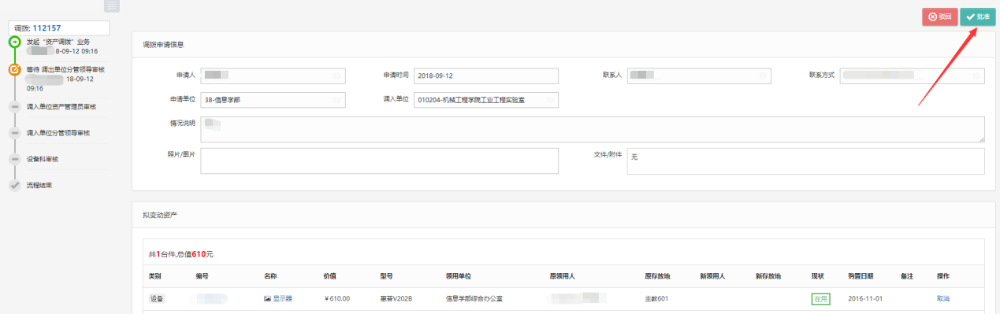 调拨: 112157
发起“资产调拨”业务
8-09-12 09:16
等待 调出单位分管领导审核
18-09-12
09:16
调入单位资产管理员审核
调入单位分管领导审核
设备科审核
流程结束
驳回 批准
调拨申请信息
申请人 申请时间 2018-09-12 联系人 联系方式
申请单位 38-信息学部 调入单位 010204-机械工程学院工业工程实验室
情况说明
照片/图片 文件/附件 无
拟变动资产
共1台件,总值610元
类别 编号 名称 价值 型号 领用单位 原领用人 原存放地 新领用人 新存放地 现状 购置日期 备注 操作
设备 显示器 ￥610.00 惠普V202B 信息学部综合办公室 主教601 在用 2016-11-01 取消